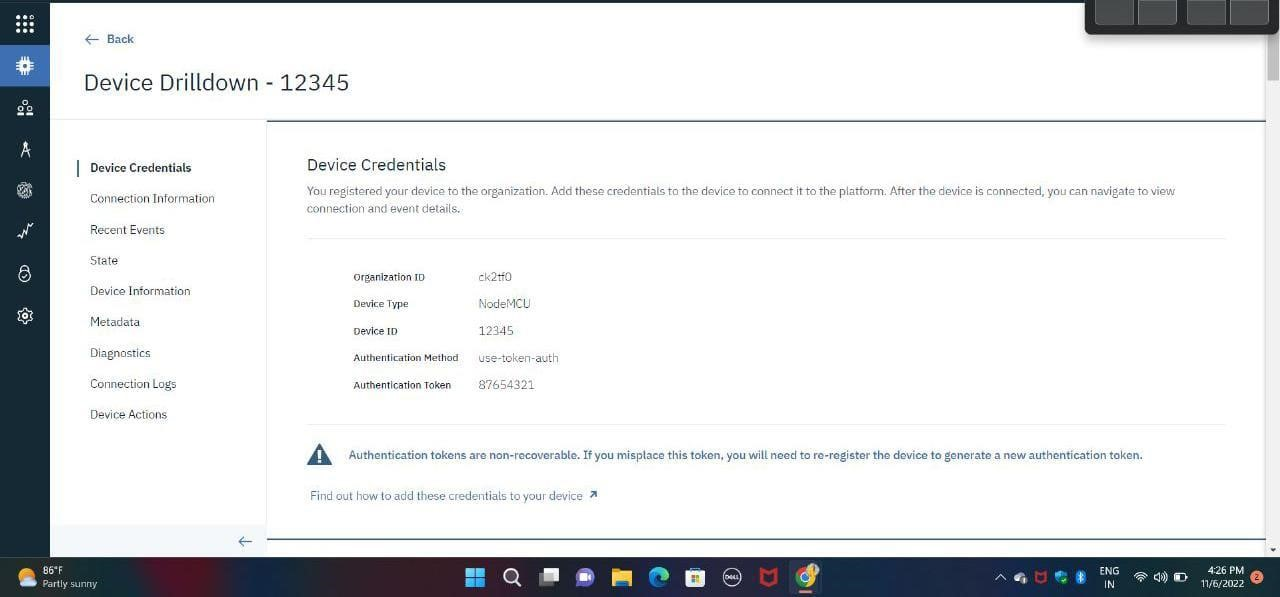 Back
Device Drilldown - 12345
Device Credentials
Connection Information
Recent Events
State
Device Information
Metadata
Diagnostics
Connection Logs
Device Actions
Device Credentials
You registered your device to the organization. Add these credentials to the device to connect it to the platform. After the device is connected, you can navigate to view
connection and event details.
Organization ID ck2tf0
Device Type NodeMCU
Device ID 12345
Authentication Method use-token-auth
Authentication Token 87654321
Authentication tokens are non-recoverable. If you misplace this token, you will need to re-register the device to generate a new authentication token.
Find out how to add these credentials to your device
86°F
Partly sunny
DELL
ENG
IN
4:26 PM
11/6/2022
2